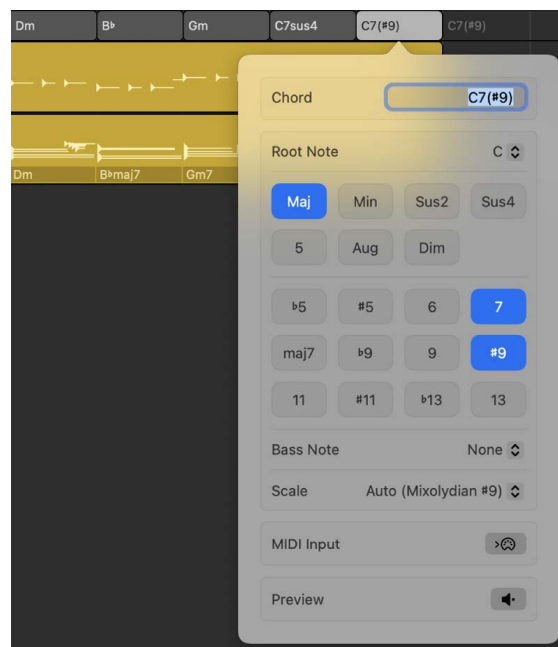 Dm B♭ Gm C7sus4 C7(#9) C7(#9)
Chord C7(#9)
Root Note C
Dm B♭maj7 Gm7
Maj Min Sus2 Sus4
5 Aug Dim
♭5 #5 6 7
maj7 ♭9 9 #9
11 #11 ♭13 13
Bass Note None
Scale Auto (Mixolydian #9)
MIDI Input
Preview